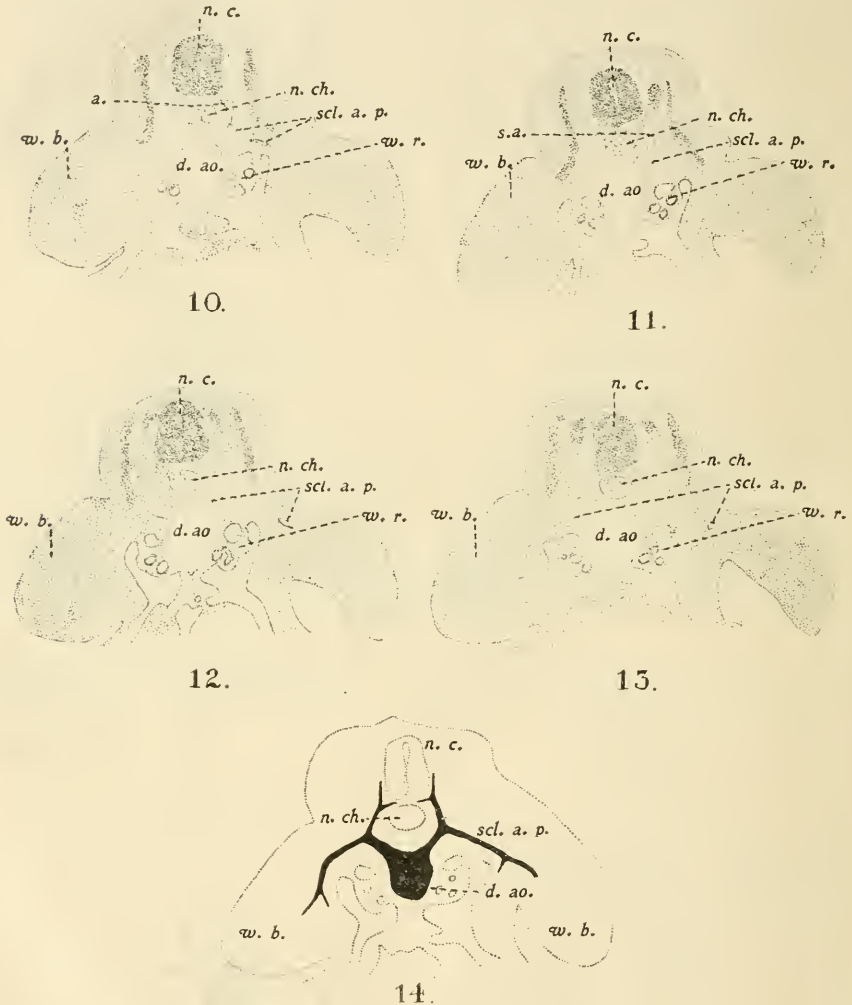 n. c.
n. ch.
a.
scl. a. p.
w. b.
w. r.
d. ao.
10.
n. c.
n. ch.
s.a.
scl. a. p.
w. b.
w. r.
d. ao
11.
n. c.
n. ch.
scl. a. p.
w. b.
w. r.
d. ao
12.
n. c.
n. ch.
scl. a. p.
w. b.
w. r.
d. ao
13.
n. c.
n. ch.
scl. a. p.
d. ao.
w. b.
w. b.
14.